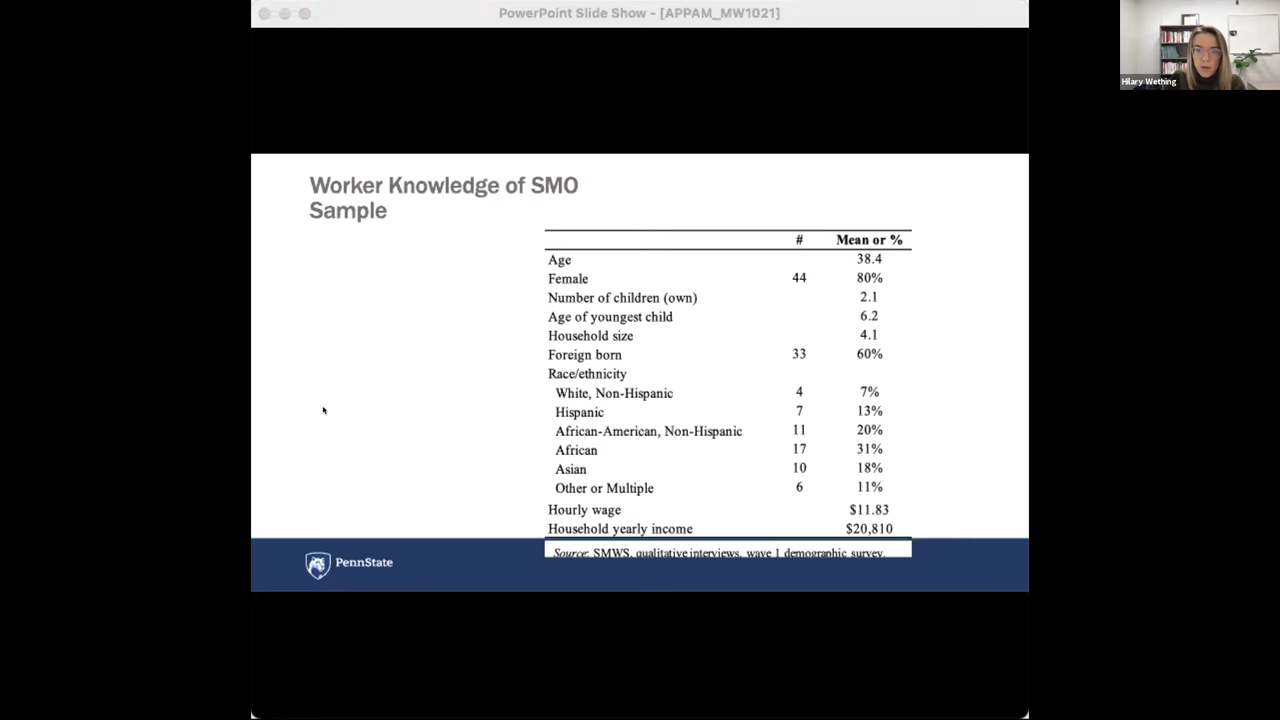 PowerPoint Slide Show - [APPAM_MW1021]
Hilary Wething
Worker Knowledge of SMO
Sample
# Mean or %
Age 38.4
Female 44 80%
Number of children (own) 2.1
Age of youngest child 6.2
Household size 4.1
Foreign born 33 60%
Race/ethnicity
White, Non-Hispanic 4 7%
Hispanic 7 13%
African-American, Non-Hispanic 11 20%
African 17 31%
Asian 10 18%
Other or Multiple 6 11%
Hourly wage $11.83
Household yearly income $20,810
Source: SMWS, qualitative interviews, wave 1 demographic survey.
PennState